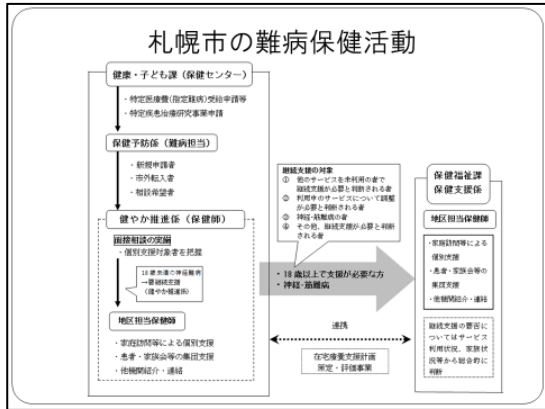 札幌市の難病保健活動
健康・子ども課（保健センター）
・特定医療費(指定難病)受給申請等
・特定疾患治療研究事業申請
保健予防係（難病担当）
・新規申請者
・市外転入者
・相談希望者
健やか推進係（保健師）
面接相談の実施
・個別支援対象者を把握
18歳未満の神経難病
→要継続支援
（健やか推進係）
地区担当保健師
・家庭訪問等による個別支援
・患者・家族会等の集団支援
・他機関紹介・連絡
継続支援の対象
① 他のサービスを未利用の者で
継続支援が必要と判断される者
② 利用中のサービスについて調整
が必要と判断される者
③ 神経・筋難病の者
④ その他、継続支援が必要と判断され
る者
・18歳以上で支援が必要な方
・神経・筋難病
連携
在宅療養支援計画
策定・評価事業
保健福祉課
保健支援係
地区担当保健師
・家庭訪問等による
個別支援
・患者・家族会等の
集団支援
・他機関紹介・連絡
継続支援の要否に
ついてはサービス
利用状況、家族状
況等から総合的に
判断